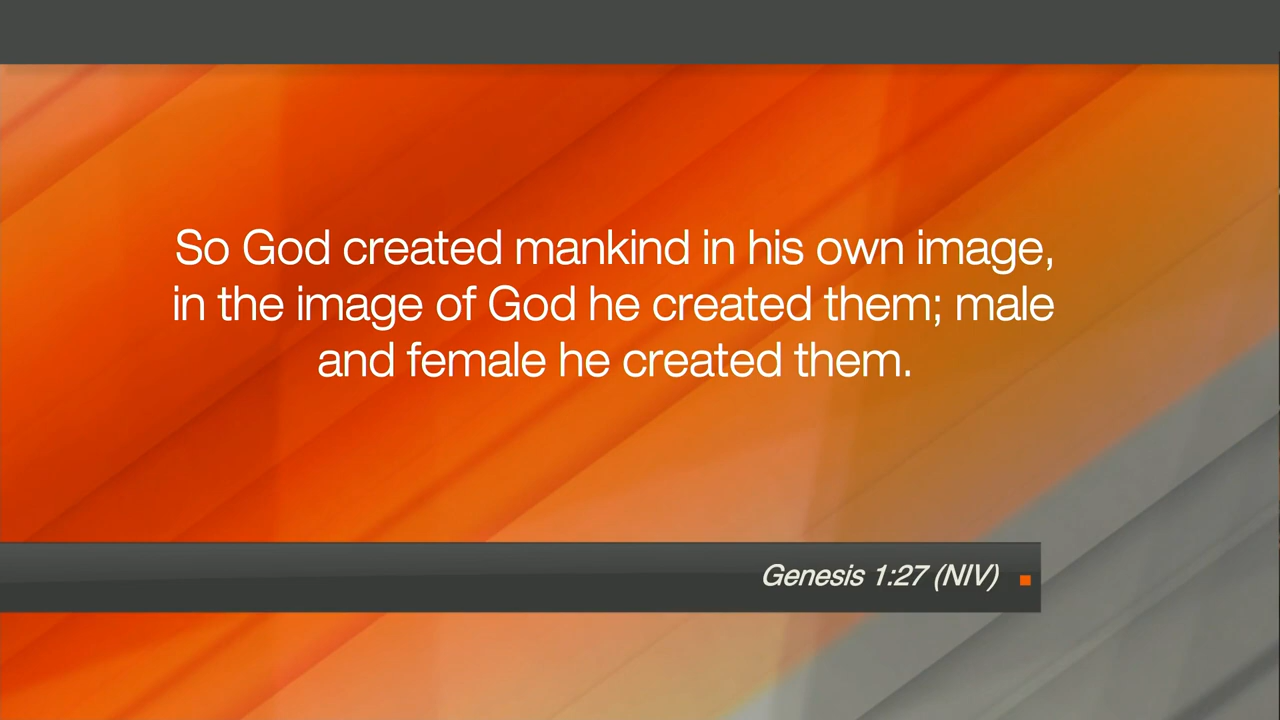 So God created mankind in his own image,
in the image of God he created them; male
and female he created them.
Genesis 1:27 (NIV)